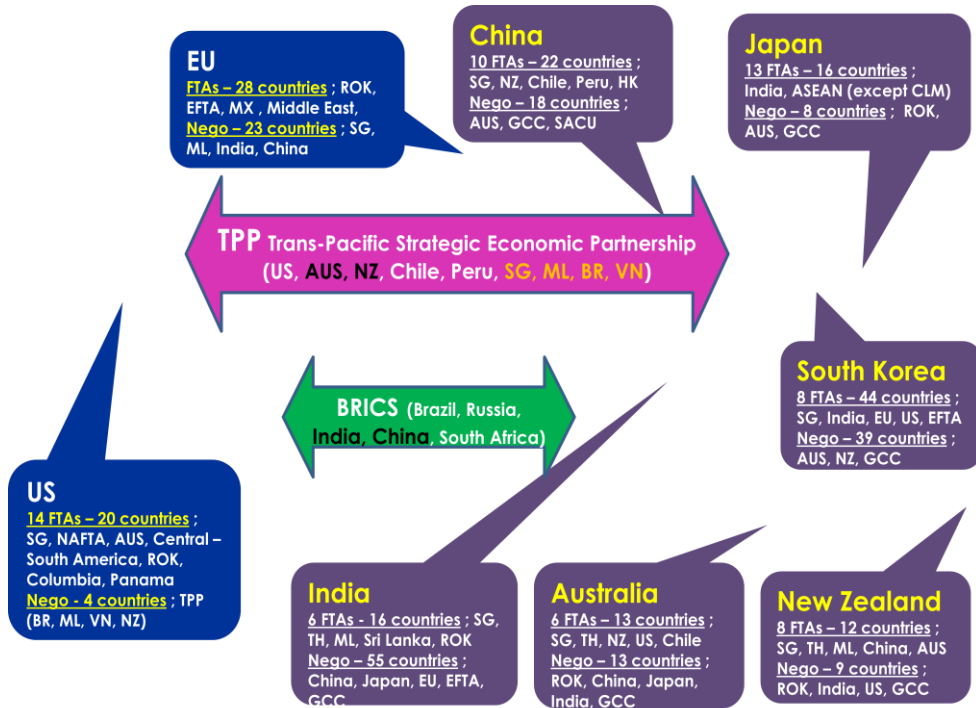 EU
FTAs – 28 countries ; ROK,
EFTA, MX , Middle East,
Nego – 23 countries ; SG,
ML, India, China
China
10 FTAs – 22 countries ;
SG, NZ, Chile, Peru, HK
Nego – 18 countries ;
AUS, GCC, SACU
Japan
13 FTAs – 16 countries ;
India, ASEAN (except CLM)
Nego – 8 countries ; ROK,
AUS, GCC
TPP Trans-Pacific Strategic Economic Partnership
(US, AUS, NZ, Chile, Peru, SG, ML, BR, VN)
South Korea
8 FTAs – 44 countries ;
SG, India, EU, US, EFTA
Nego – 39 countries ;
AUS, NZ, GCC
BRICS (Brazil, Russia,
India, China, South Africa)
US
14 FTAs – 20 countries ;
SG, NAFTA, AUS, Central –
South America, ROK,
Columbia, Panama
Nego - 4 countries ; TPP
(BR, ML, VN, NZ)
India
6 FTAs - 16 countries ; SG,
TH, ML, Sri Lanka, ROK
Nego – 55 countries ;
China, Japan, EU, EFTA,
GCC
Australia
6 FTAs – 13 countries ;
SG, TH, NZ, US, Chile
Nego – 13 countries ;
ROK, China, Japan,
India, GCC
New Zealand
8 FTAs – 12 countries ;
SG, TH, ML, China, AUS
Nego – 9 countries ;
ROK, India, US, GCC